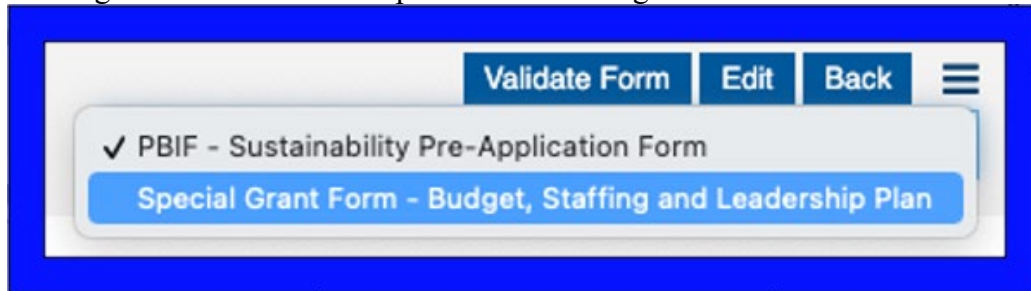 Validate Form Edit Back
✓ PBIF - Sustainability Pre-Application Form
Special Grant Form - Budget, Staffing and Leadership Plan